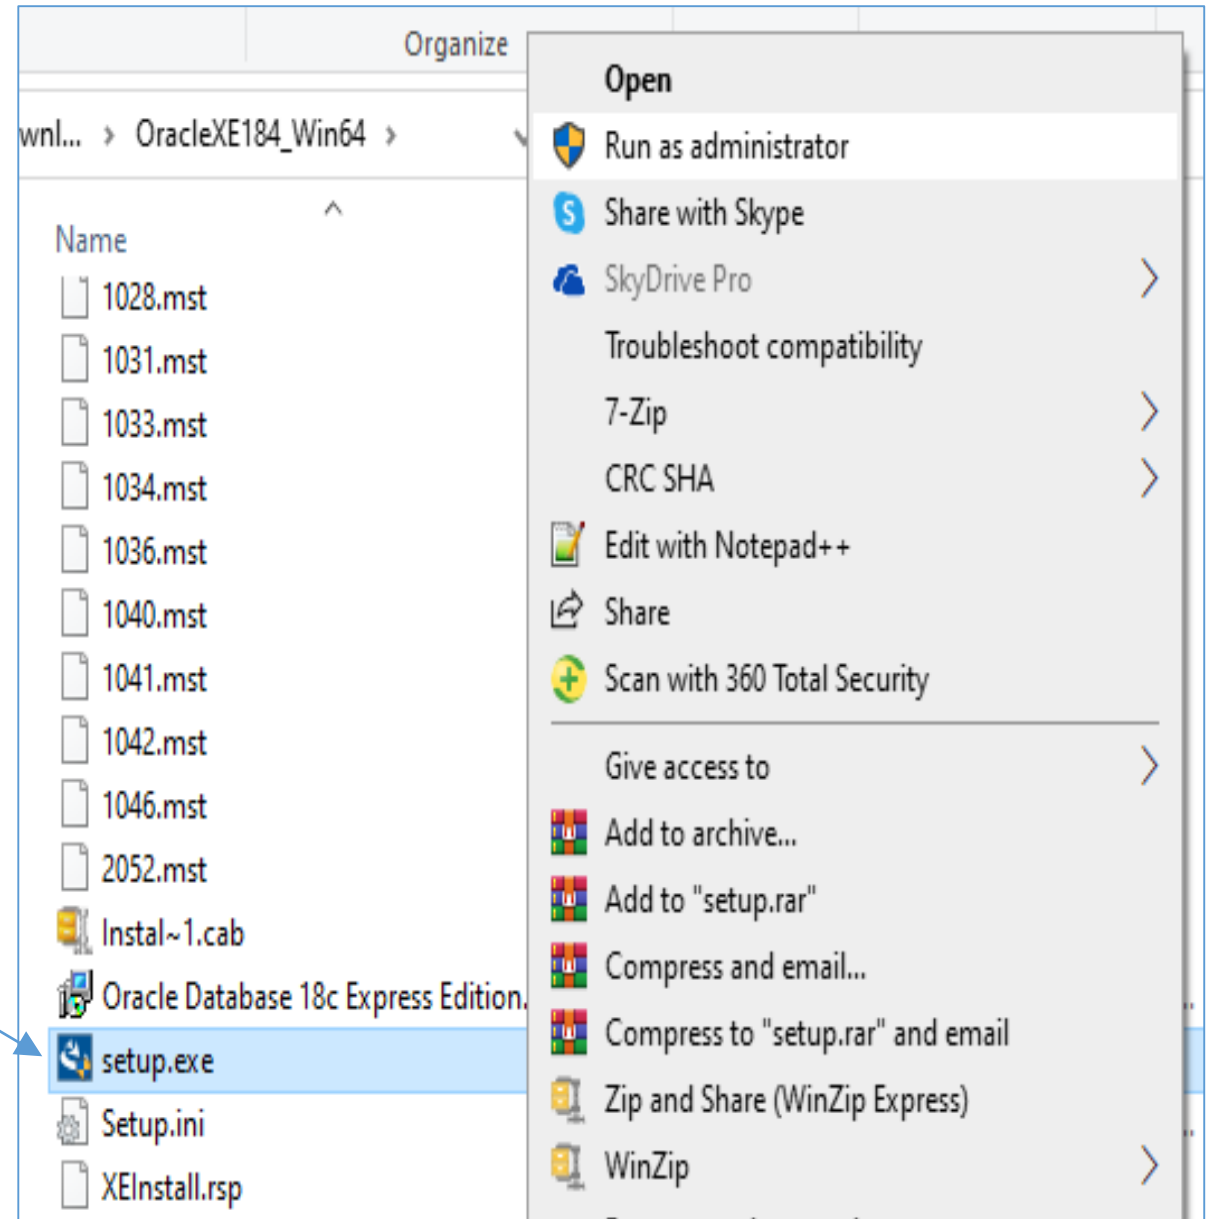 Organize
wnl... > OracleXE184_Win64 >
Name
1028.mst
1031.mst
1033.mst
1034.mst
1036.mst
1040.mst
1041.mst
1042.mst
1046.mst
2052.mst
Instal~1.cab
Oracle Database 18c Express Edition.
setup.exe
Setup.ini
XEInstall.rsp
Open
Run as administrator
Share with Skype
SkyDrive Pro
Troubleshoot compatibility
7-Zip
CRC SHA
Edit with Notepad++
Share
Scan with 360 Total Security
Give access to
Add to archive...
Add to "setup.rar"
Compress and email...
Compress to "setup.rar" and email
Zip and Share (WinZip Express)
WinZip